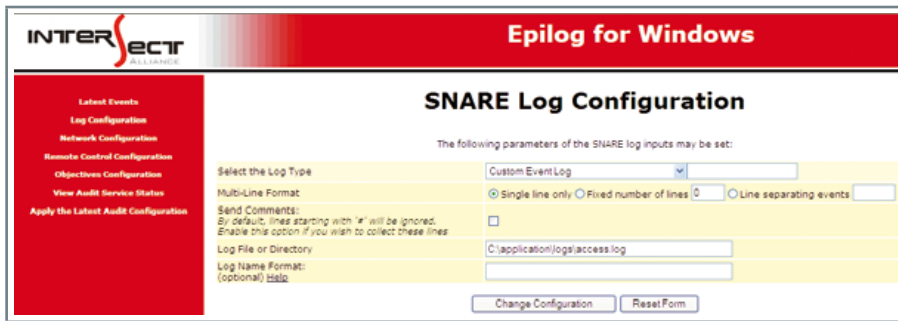 INTERSECT
ALLIANCE
Epilog for Windows
Latest Events
Log Configuration
Network Configuration
Remote Control Configuration
Objectives Configuration
View Audit Service Status
Apply the Latest Audit Configuration
SNARE Log Configuration
The following parameters of the SNARE log inputs may be set:
Select the Log Type Custom Event Log
Multi-Line Format Single line only Fixed number of lines 0 Line separating events
Send Comments:
By default, lines starting with "#" will be ignored.
Enable this option if you wish to collect these lines
Log File or Directory C:\application\logs\access.log
Log Name Format:
(optional) Help
Change Configuration Reset Form